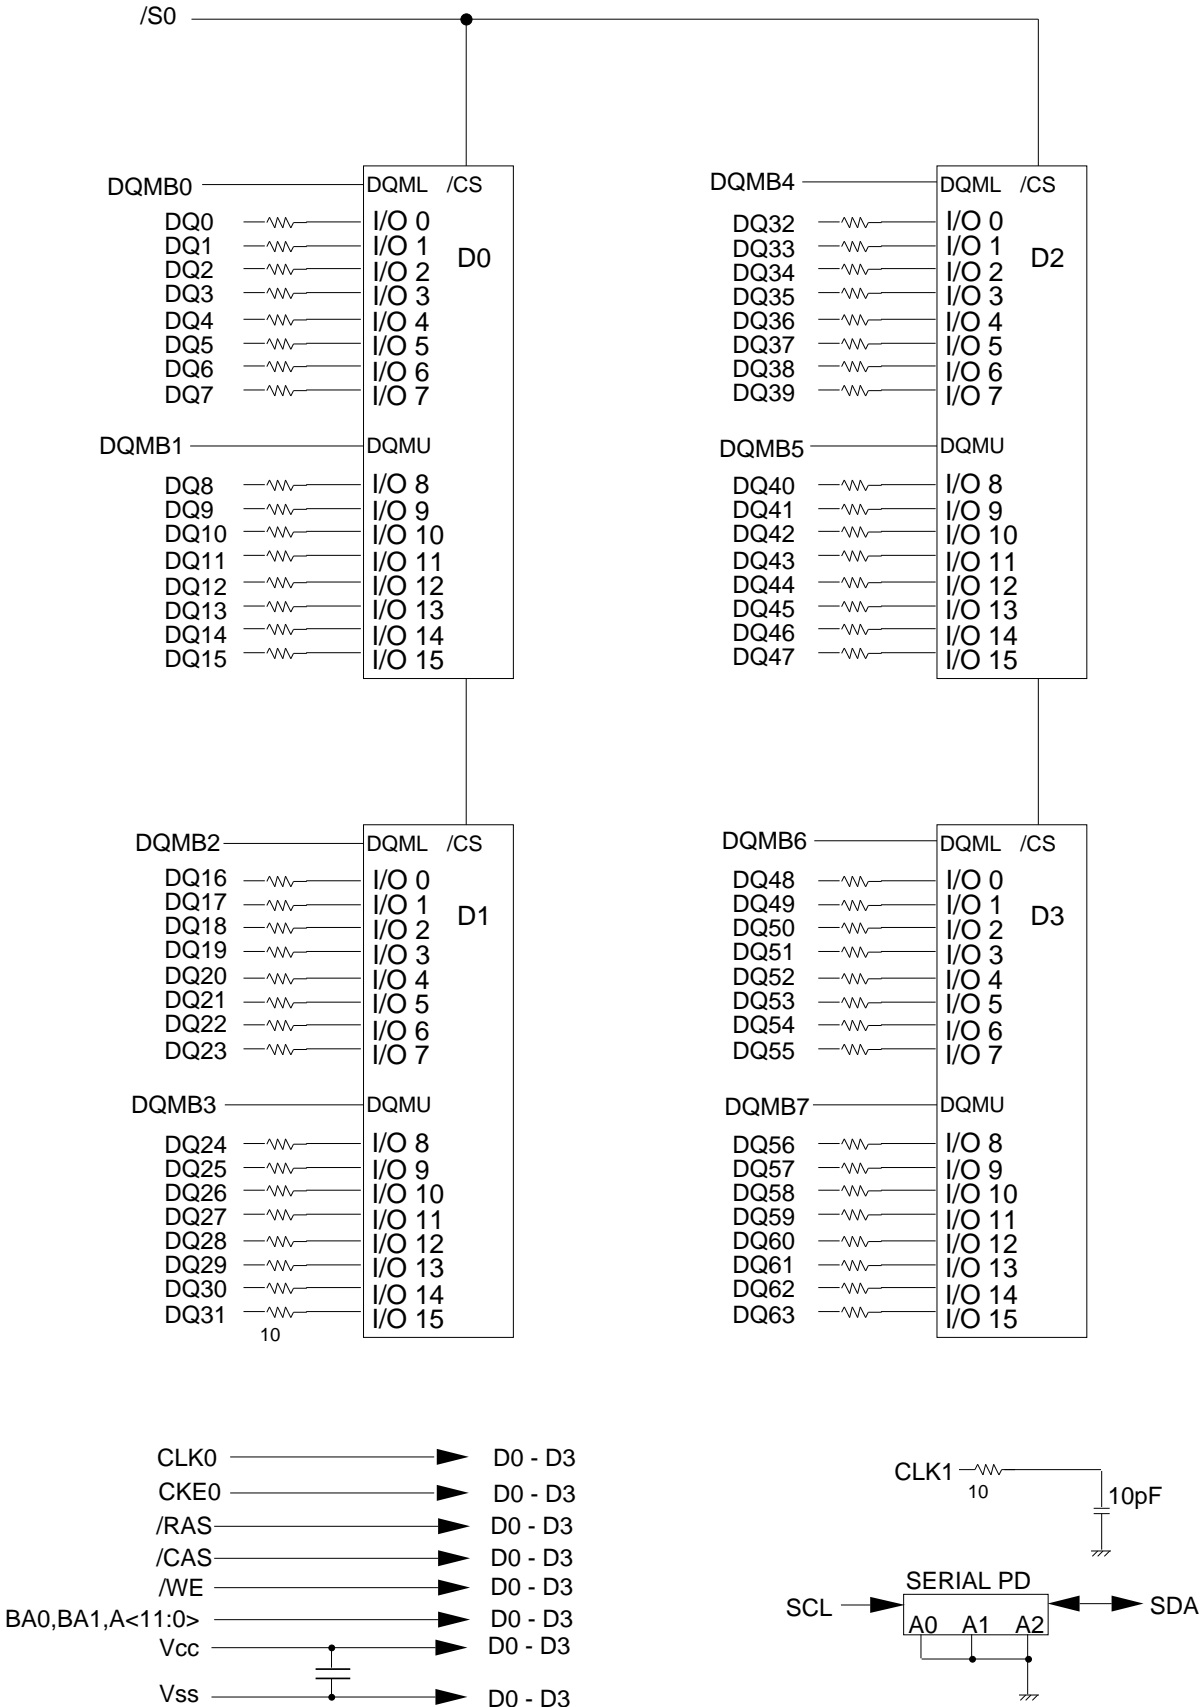 /S0
DQMB0 DQML /CS
DQ0 I/O 0
DQ1 I/O 1
D0
DQ2 I/O 2
DQ3 I/O 3
DQ4 I/O 4
DQ5 I/O 5
DQ6 I/O 6
DQ7 I/O 7
DQMB1 DQMU
DQ8 I/O 8
DQ9 I/O 9
DQ10 I/O 10
DQ11 I/O 11
DQ12 I/O 12
DQ13 I/O 13
DQ14 I/O 14
DQ15 I/O 15
DQMB4 DQML /CS
DQ32 I/O 0
DQ33 I/O 1
D2
DQ34 I/O 2
DQ35 I/O 3
DQ36 I/O 4
DQ37 I/O 5
DQ38 I/O 6
DQ39 I/O 7
DQMB5 DQMU
DQ40 I/O 8
DQ41 I/O 9
DQ42 I/O 10
DQ43 I/O 11
DQ44 I/O 12
DQ45 I/O 13
DQ46 I/O 14
DQ47 I/O 15
DQMB2 DQML /CS
DQ16 I/O 0
DQ17 I/O 1
D1
DQ18 I/O 2
DQ19 I/O 3
DQ20 I/O 4
DQ21 I/O 5
DQ22 I/O 6
DQ23 I/O 7
DQMB3 DQMU
DQ24 I/O 8
DQ25 I/O 9
DQ26 I/O 10
DQ27 I/O 11
DQ28 I/O 12
DQ29 I/O 13
DQ30 I/O 14
DQ31 I/O 15
10
DQMB6 DQML /CS
DQ48 I/O 0
DQ49 I/O 1
D3
DQ50 I/O 2
DQ51 I/O 3
DQ52 I/O 4
DQ53 I/O 5
DQ54 I/O 6
DQ55 I/O 7
DQMB7 DQMU
DQ56 I/O 8
DQ57 I/O 9
DQ58 I/O 10
DQ59 I/O 11
DQ60 I/O 12
DQ61 I/O 13
DQ62 I/O 14
DQ63 I/O 15
CLK0 D0 - D3
CKE0 D0 - D3
/RAS D0 - D3
/CAS D0 - D3
/WE D0 - D3
BA0,BA1,A<11:0> D0 - D3
Vcc D0 - D3
Vss D0 - D3
CLK1
10
10pF
SERIAL PD
SCL SDA
A0 A1 A2